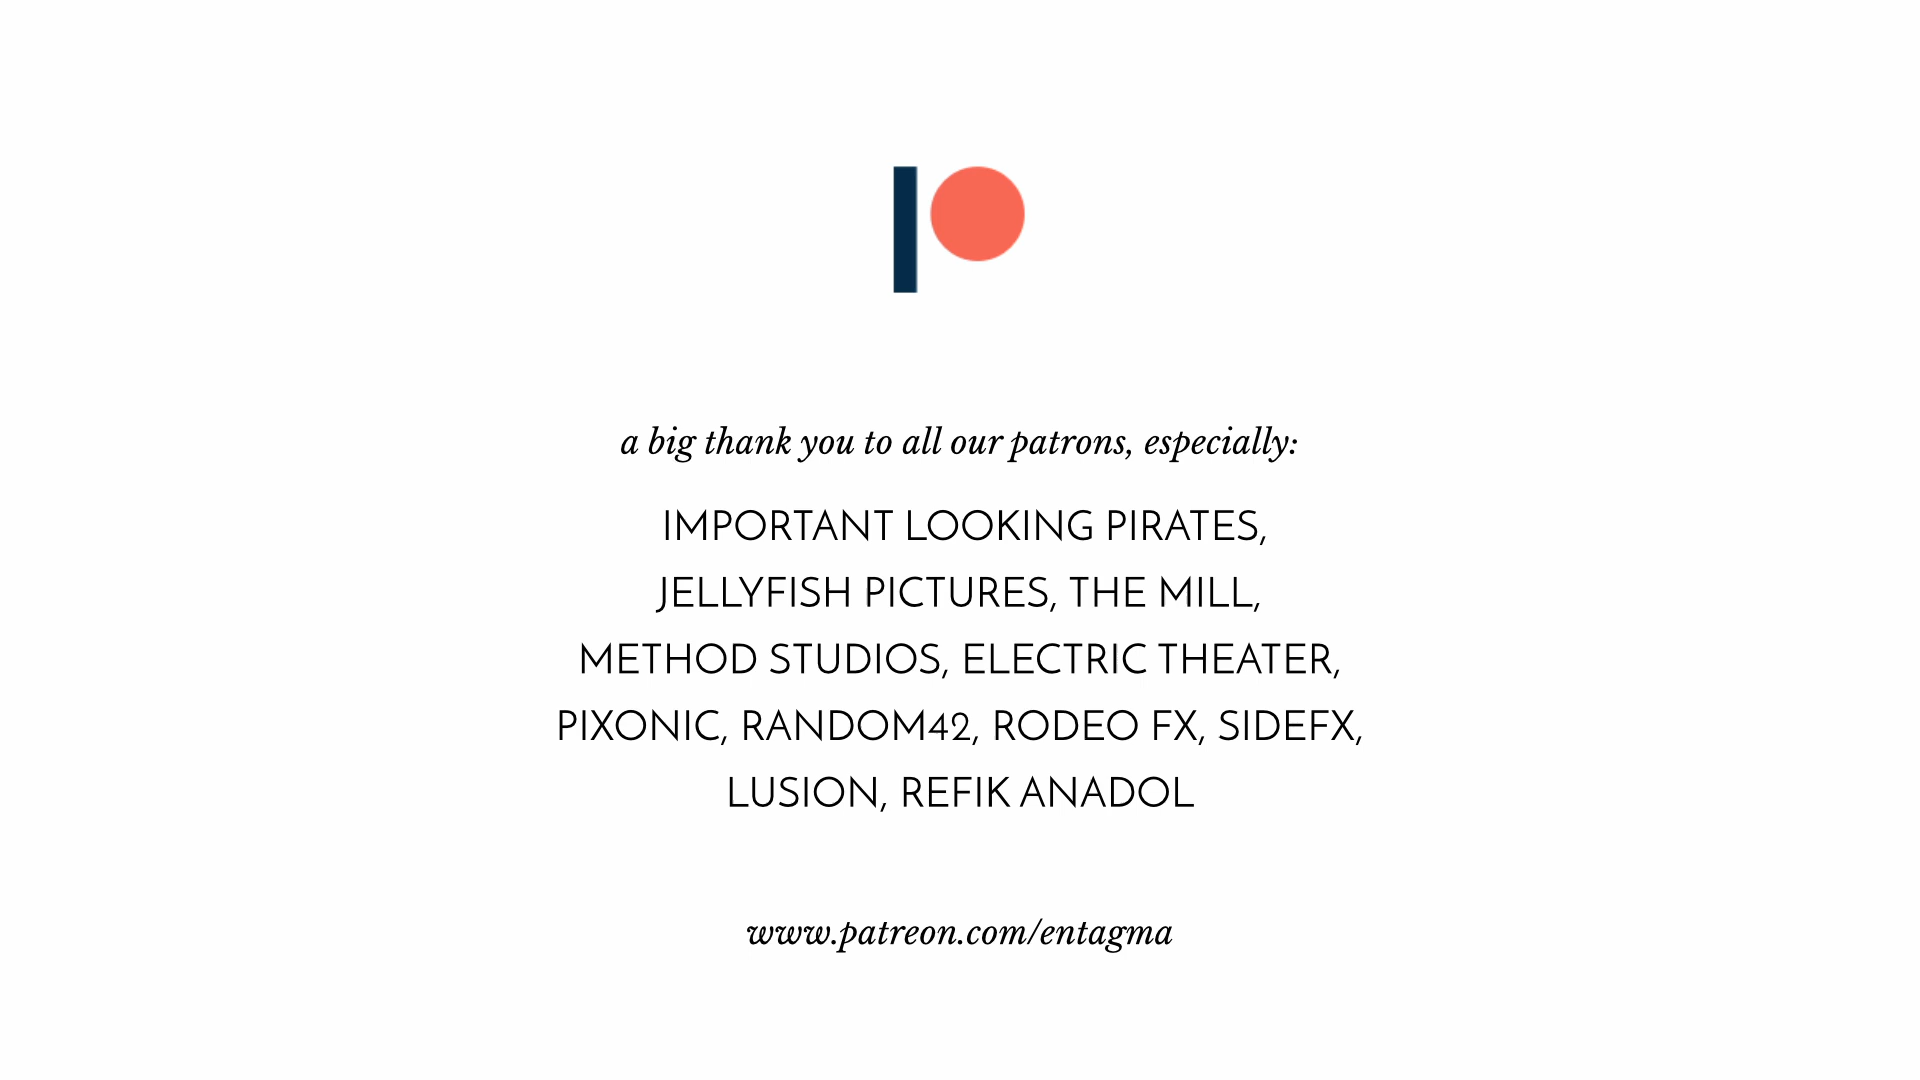 a big thank you to all our patrons, especially:
IMPORTANT LOOKING PIRATES,
JELLYFISH PICTURES, THE MILL,
METHOD STUDIOS, ELECTRIC THEATER,
PIXONIC, RANDOM42, RODEO FX, SIDEFX,
LUSION, REFIK ANADOL
www.patreon.com/entagma